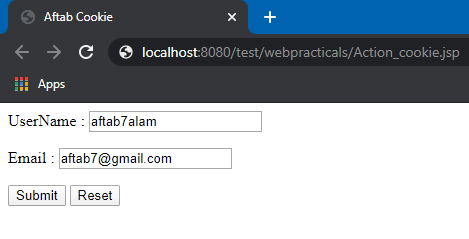 Aftab Cookie
localhost:8080/test/webpracticals/Action_cookie.jsp
Apps
UserName : aftab7alam
Email : aftab7@gmail.com
Submit Reset